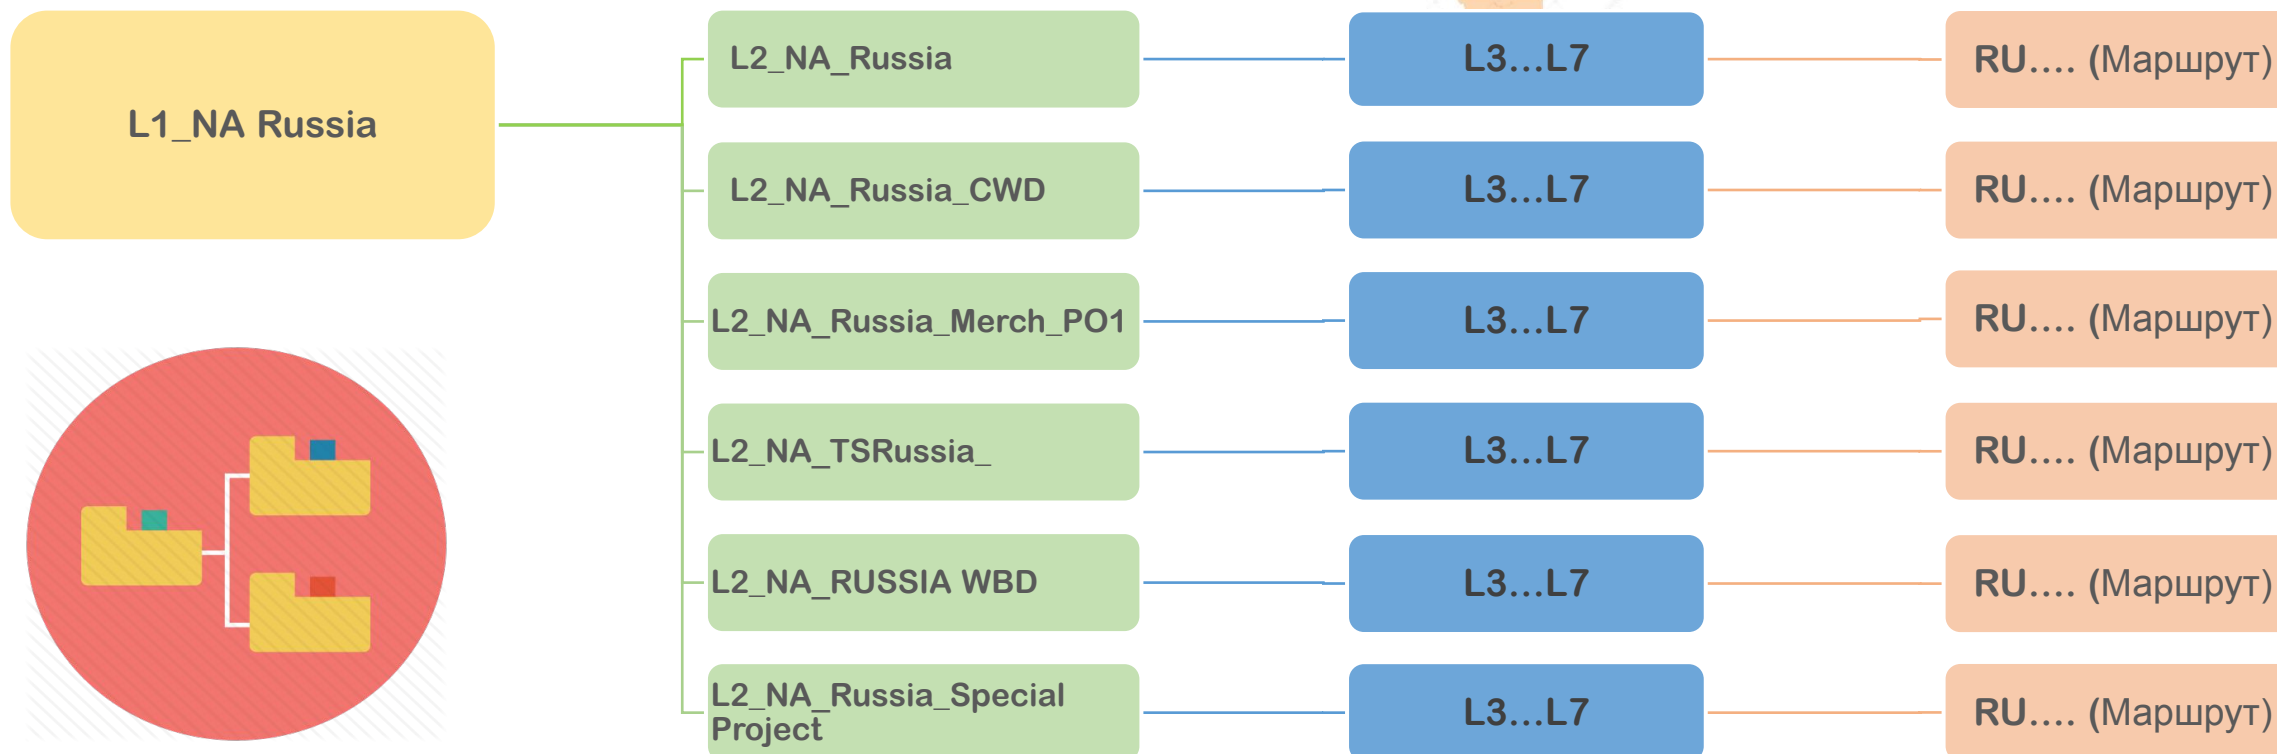 L1_NA Russia
L2_NA_Russia
L3...L7
RU.... (Маршрут)
L2_NA_Russia_CWD
L3...L7
RU.... (Маршрут)
L2_NA_Russia_Merch_PO1
L3...L7
RU.... (Маршрут)
L2_NA_TSRussia_
L3...L7
RU.... (Маршрут)
L2_NA_RUSSIA WBD
L3...L7
RU.... (Маршрут)
L2_NA_Russia_Special
Project
L3...L7
RU.... (Маршрут)